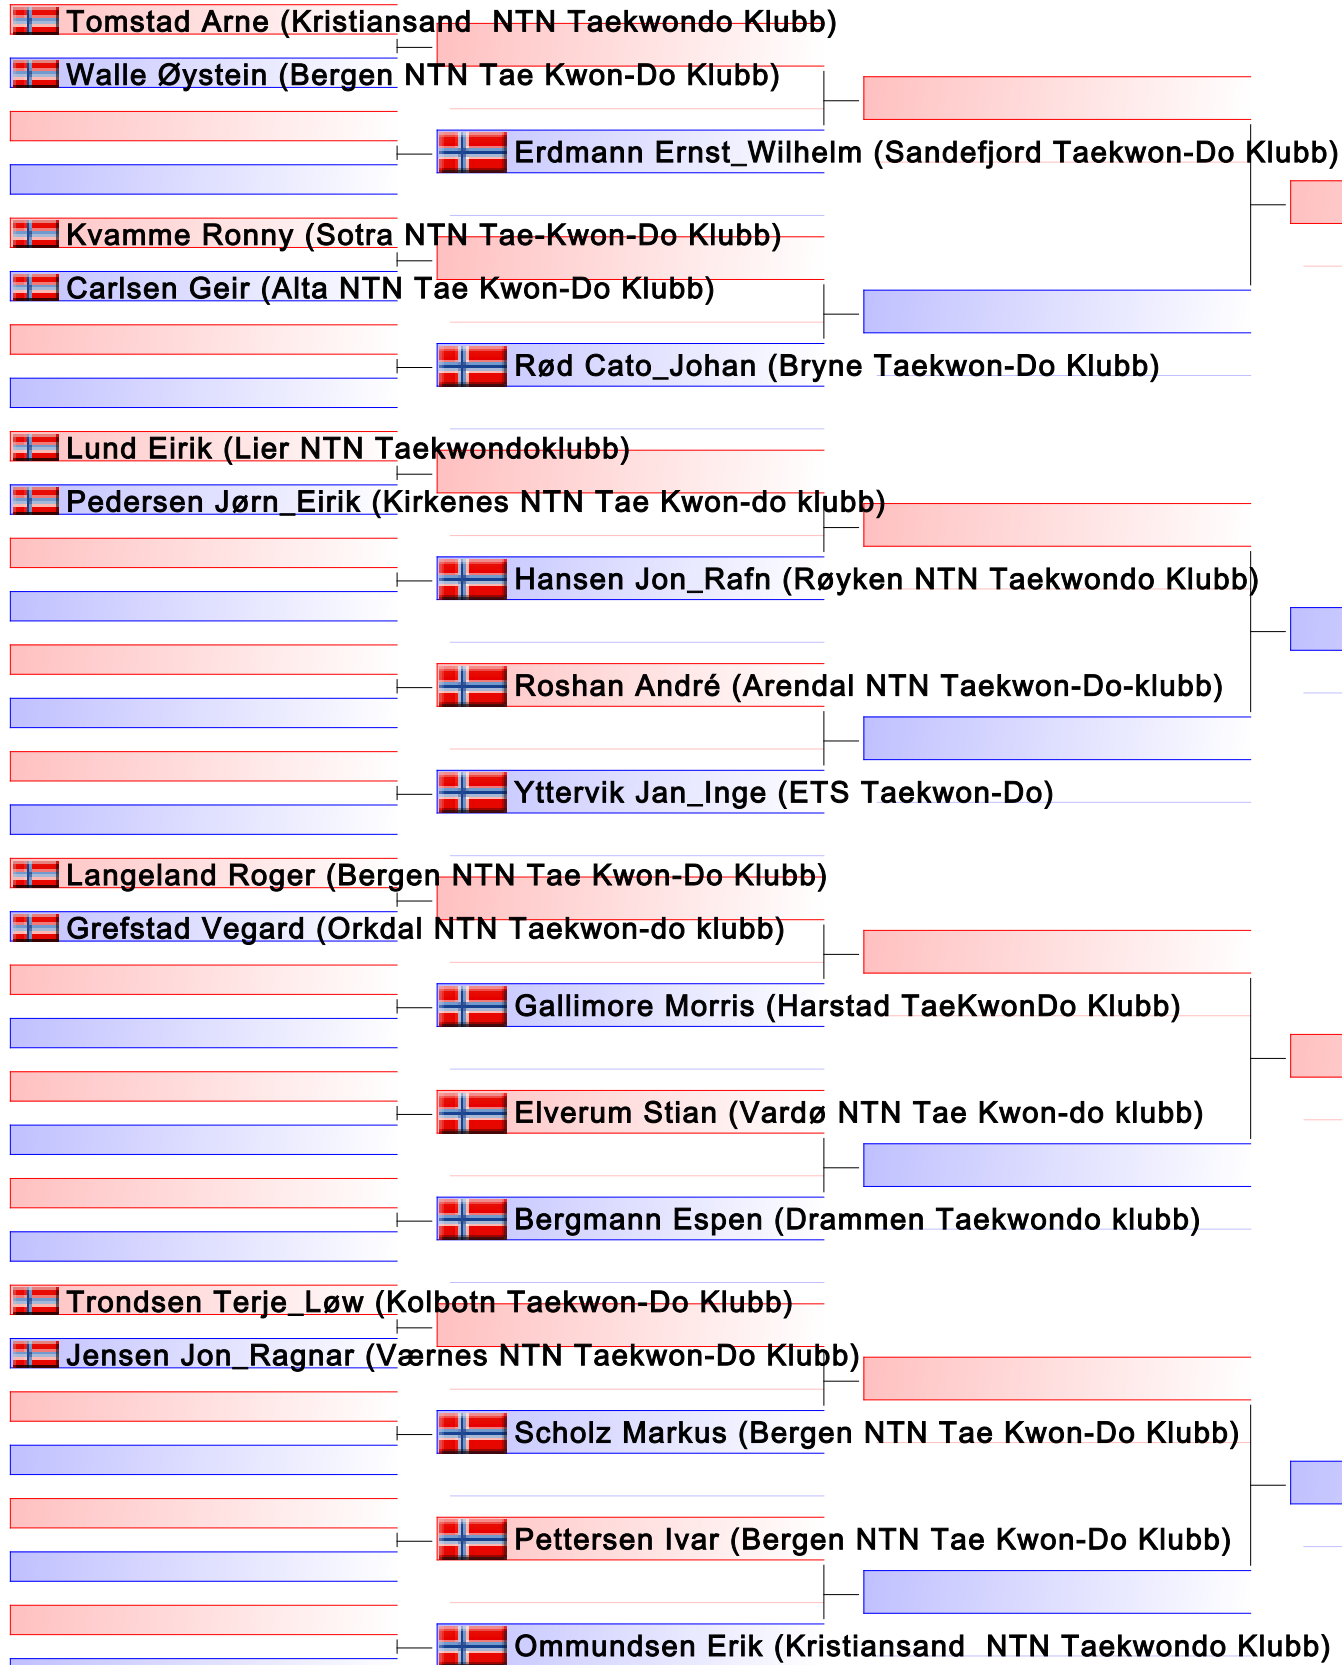 Tomstad Arne (Kristiansand  NTN Taekwondo Klubb)
Walle Øystein (Bergen NTN Tae Kwon-Do Klubb)
Erdmann Ernst_Wilhelm (Sandefjord Taekwon-Do Klubb)
Kvamme Ronny (Sotra NTN Tae-Kwon-Do Klubb)
Carlsen Geir (Alta NTN Tae Kwon-Do Klubb)
Rød Cato_Johan (Bryne Taekwon-Do Klubb)
Lund Eirik (Lier NTN Taekwondoklubb)
Pedersen Jørn_Eirik (Kirkenes NTN Tae Kwon-do klubb)
Hansen Jon_Rafn (Røyken NTN Taekwondo Klubb)
Roshan André (Arendal NTN Taekwon-Do-klubb)
Yttervik Jan_Inge (ETS Taekwon-Do)
Langeland Roger (Bergen NTN Tae Kwon-Do Klubb)
Grefstad Vegard (Orkdal NTN Taekwon-do klubb)
Gallimore Morris (Harstad TaeKwonDo Klubb)
Elverum Stian (Vardø NTN Tae Kwon-do klubb)
Bergmann Espen (Drammen Taekwondo klubb)
Trondsen Terje_Løw (Kolbotn Taekwon-Do Klubb)
Jensen Jon_Ragnar (Værnes NTN Taekwon-Do Klubb)
Scholz Markus (Bergen NTN Tae Kwon-Do Klubb)
Pettersen Ivar (Bergen NTN Tae Kwon-Do Klubb)
Ommundsen Erik (Kristiansand  NTN Taekwondo Klubb)